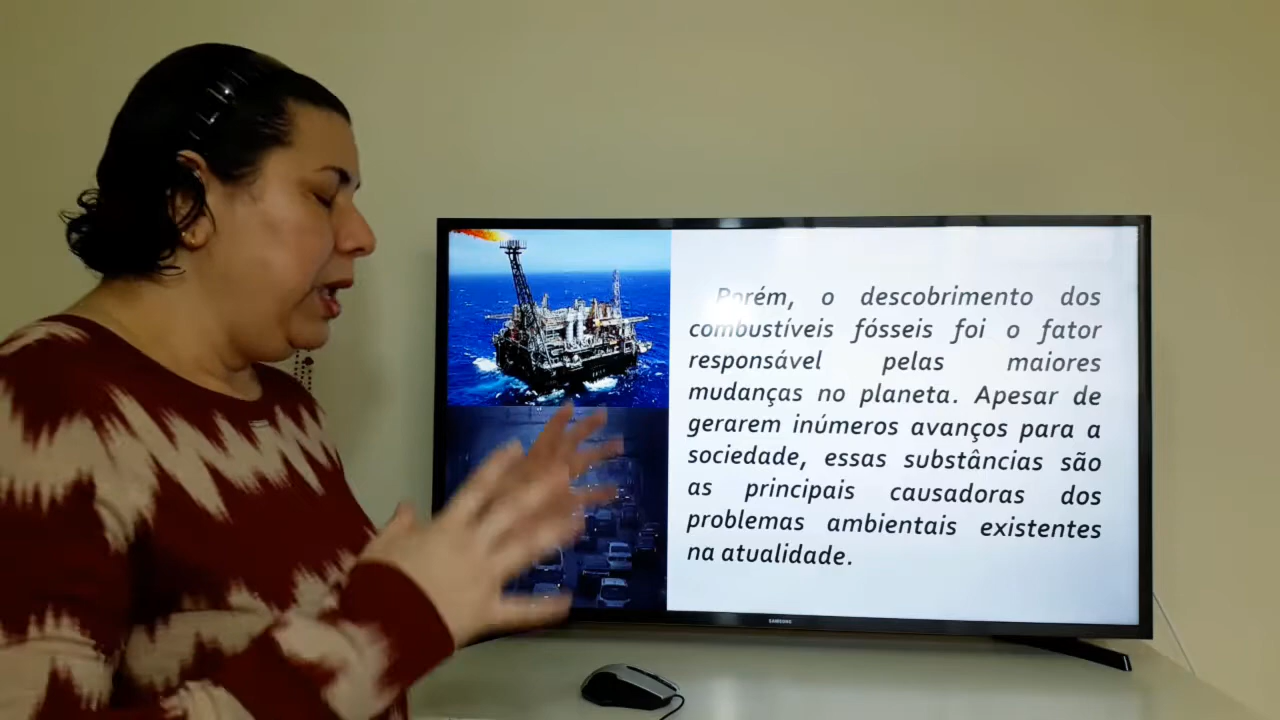 Porém, o descobrimento dos
combustíveis fósseis foi o fator
responsável pelas maiores
mudanças no planeta. Apesar de
gerarem inúmeros avanços para a
sociedade, essas substâncias são
as principais causadoras dos
problemas ambientais existentes
na atualidade.
SAMSUNG